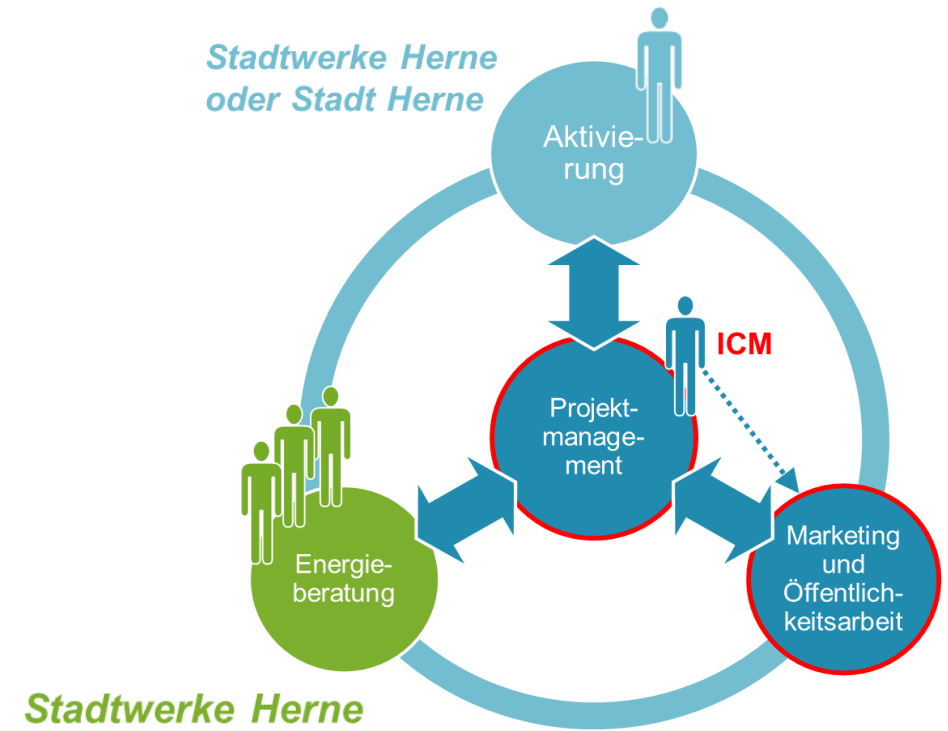 Stadtwerke Herne
oder Stadt Herne
Aktivie-
rung
ICM
Projekt-
manage-
ment
Energie-
beratung
Marketing
und
Öffentlich-
keitsarbeit
Stadtwerke Herne